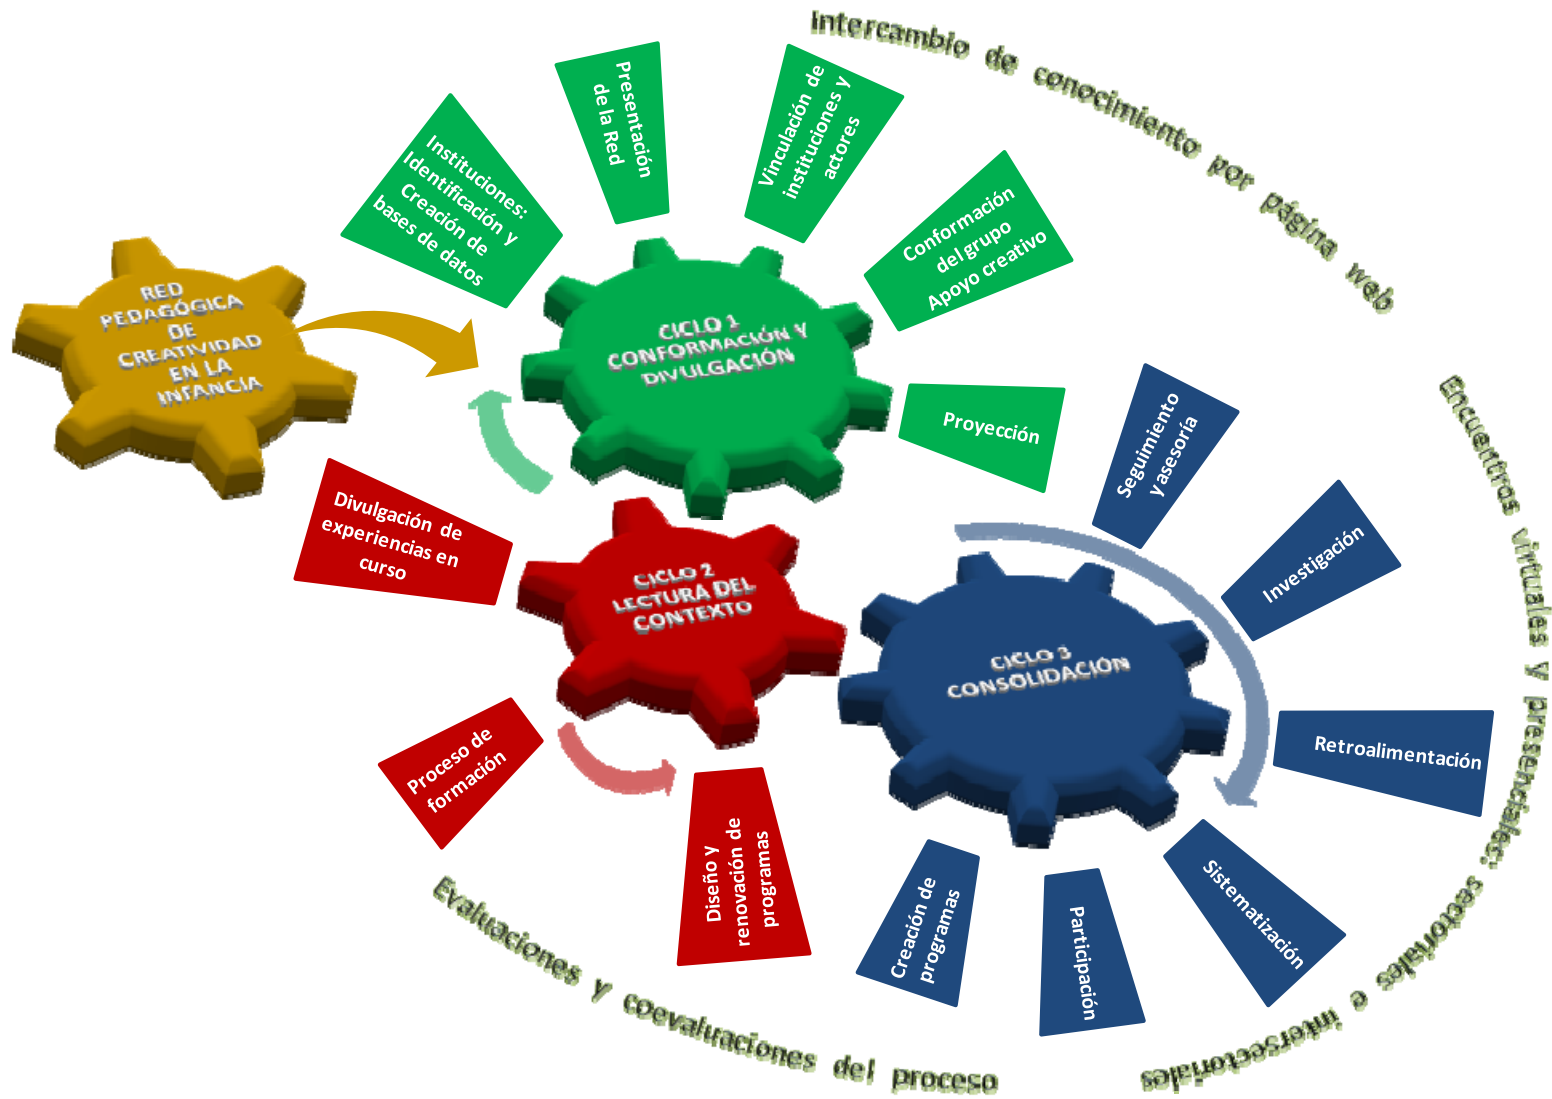 Intercambio de conocimiento por página web
Presentación
de la Red
Vinculación de
instituciones y
actores
Instituciones:
Identificación y
Creación de
bases de datos
Conformación
del grupo
Apoyo creativo
RED
PEDAGÓGICA
DE
CREATIVIDAD
EN LA
INFANCIA
CICLO 1
CONFORMACIÓN Y
DIVULGACIÓN
Proyección
Encuentros virtuales y presenciales; sectoriales e intersectoriales
Seguimiento
y asesoría
Investigación
Divulgación de
experiencias en
curso
CICLO 2
LECTURA DEL
CONTEXTO
CICLO 3
CONSOLIDACIÓN
Retroalimentación
Proceso de
formación
Diseño y
renovación de
programas
Creación de
programas
Participación
Sistematización
Evaluaciones y coevaluaciones del proceso